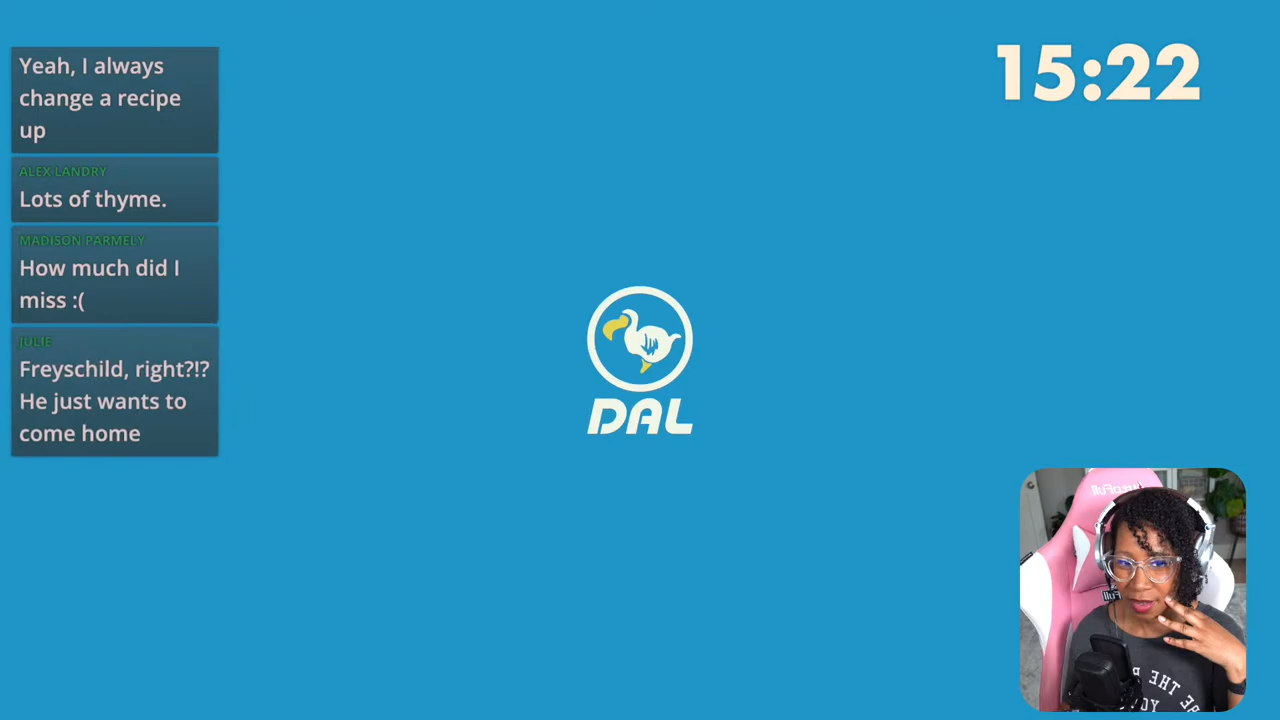 Yeah, I always
change a recipe
up
ALEX LANDRY
Lots of thyme.
MADISON PARMELY
How much did I
miss :(
JULIE
Freyschild, right?!?
He just wants to
come home
15:22
DAL